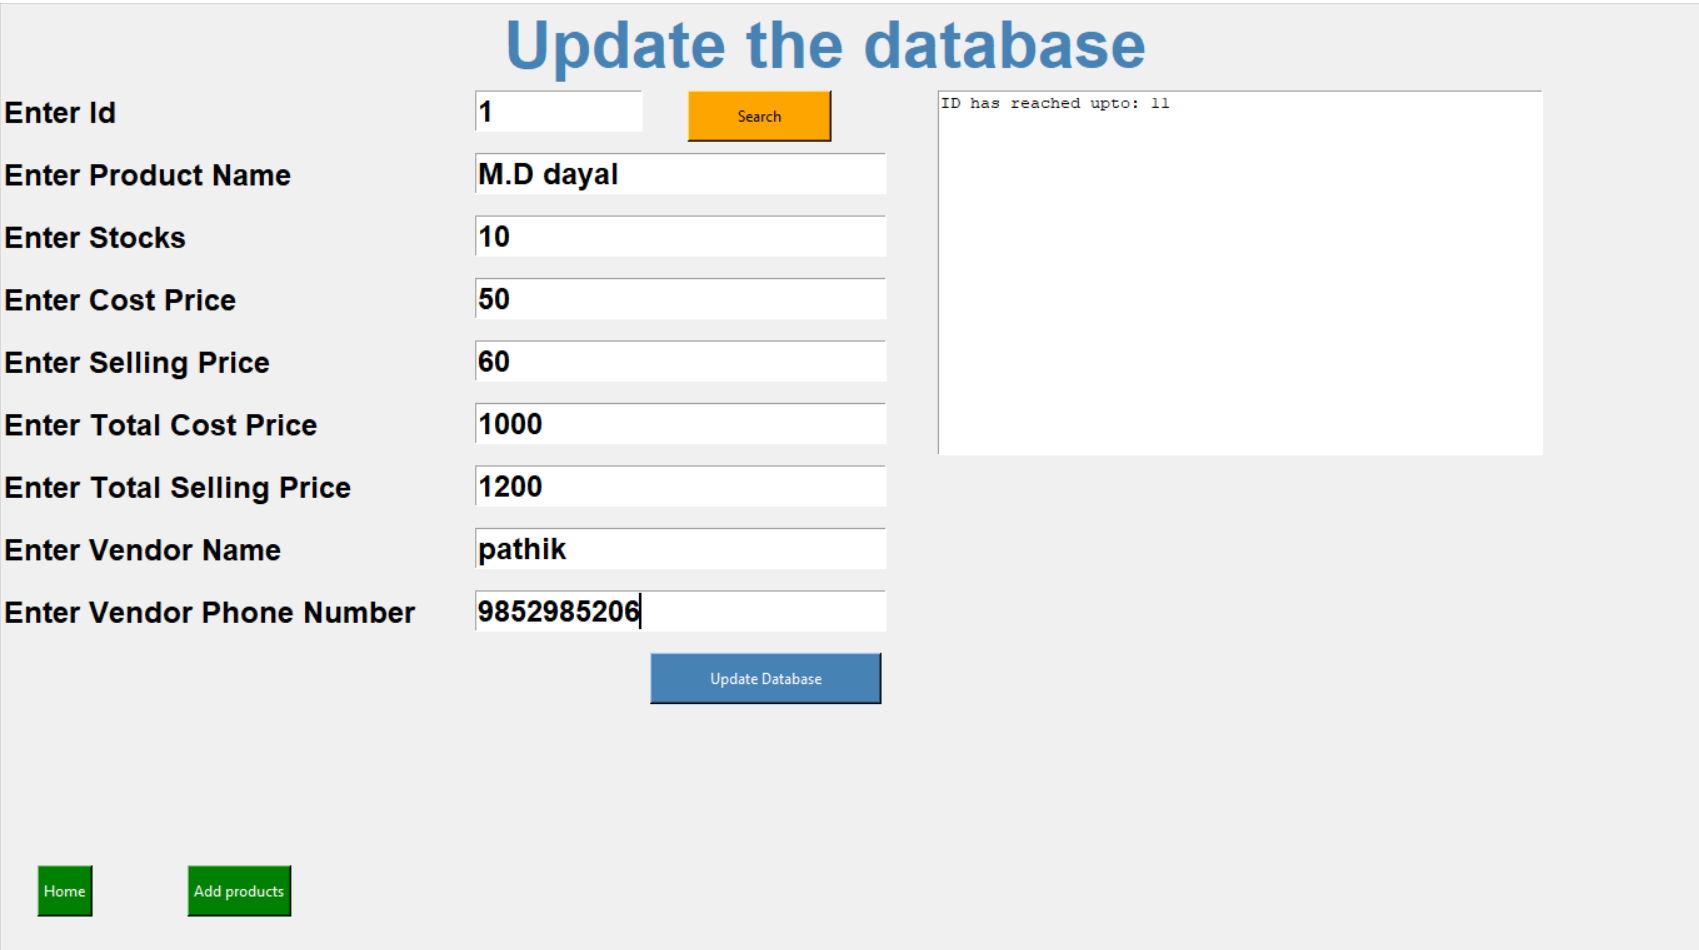 Update the database
Enter Id
1
Search
ID has reached upto: 11
Enter Product Name
M.D dayal
Enter Stocks
10
Enter Cost Price
50
Enter Selling Price
60
Enter Total Cost Price
1000
Enter Total Selling Price
1200
Enter Vendor Name
pathik
Enter Vendor Phone Number
9852985206
Update Database
Home
Add products